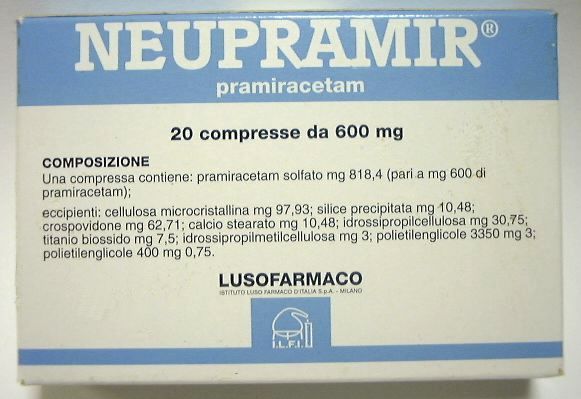 NEUPRAMIR®
pramiracetam
20 compresse da 600 mg
COMPOSIZIONE
Una compressa contiene: pramiracetam solfato mg 818,4 (pari a mg 600 di
pramiracetam);
eccipienti: cellulosa microcristallina mg 97,93; silice precipitata mg 10,48;
crospovidone mg 62,71; calcio stearato mg 10,48; idrossipropilcellulosa mg 30,75;
titanio biossido mg 7,5; idrossipropilmetilcellulosa mg 3; polietilenglicole 3350 mg 3;
polietilenglicole 400 mg 0,75.
LUSOFARMACO
ISTITUTO LUSO FARMACO D'ITALIA S.p.A. - MILANO
I.L.F.I.